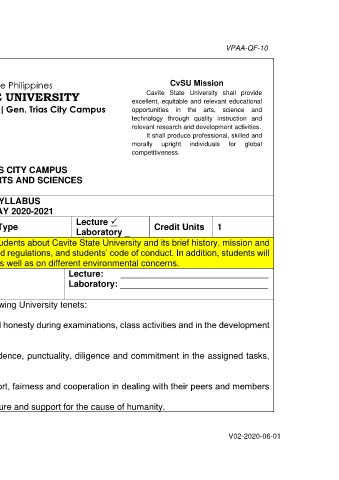 VPAA-QF-10
e Philippines
E UNIVERSITY
| Gen. Trias City Campus
CvSU Mission
Cavite State University shall provide
excellent, equitable and relevant educational
opportunities in the arts, science and
technology through quality instruction and
relevant research and development activities.
It shall produce professional, skilled and
morally upright individuals for global
competitiveness.
S CITY CAMPUS
RTS AND SCIENCES
YLLABUS
AY 2020-2021
Type
Lecture ✓
Laboratory _
Credit Units
1
udents about Cavite State University and its brief history, mission and
d regulations, and students' code of conduct. In addition, students will
s well as on different environmental concerns.
Lecture:
Laboratory:
wing University tenets:
d honesty during examinations, class activities and in the development
dence, punctuality, diligence and commitment in the assigned tasks,
ort, fairness and cooperation in dealing with their peers and members
ure and support for the cause of humanity.
V02-2020-06-01